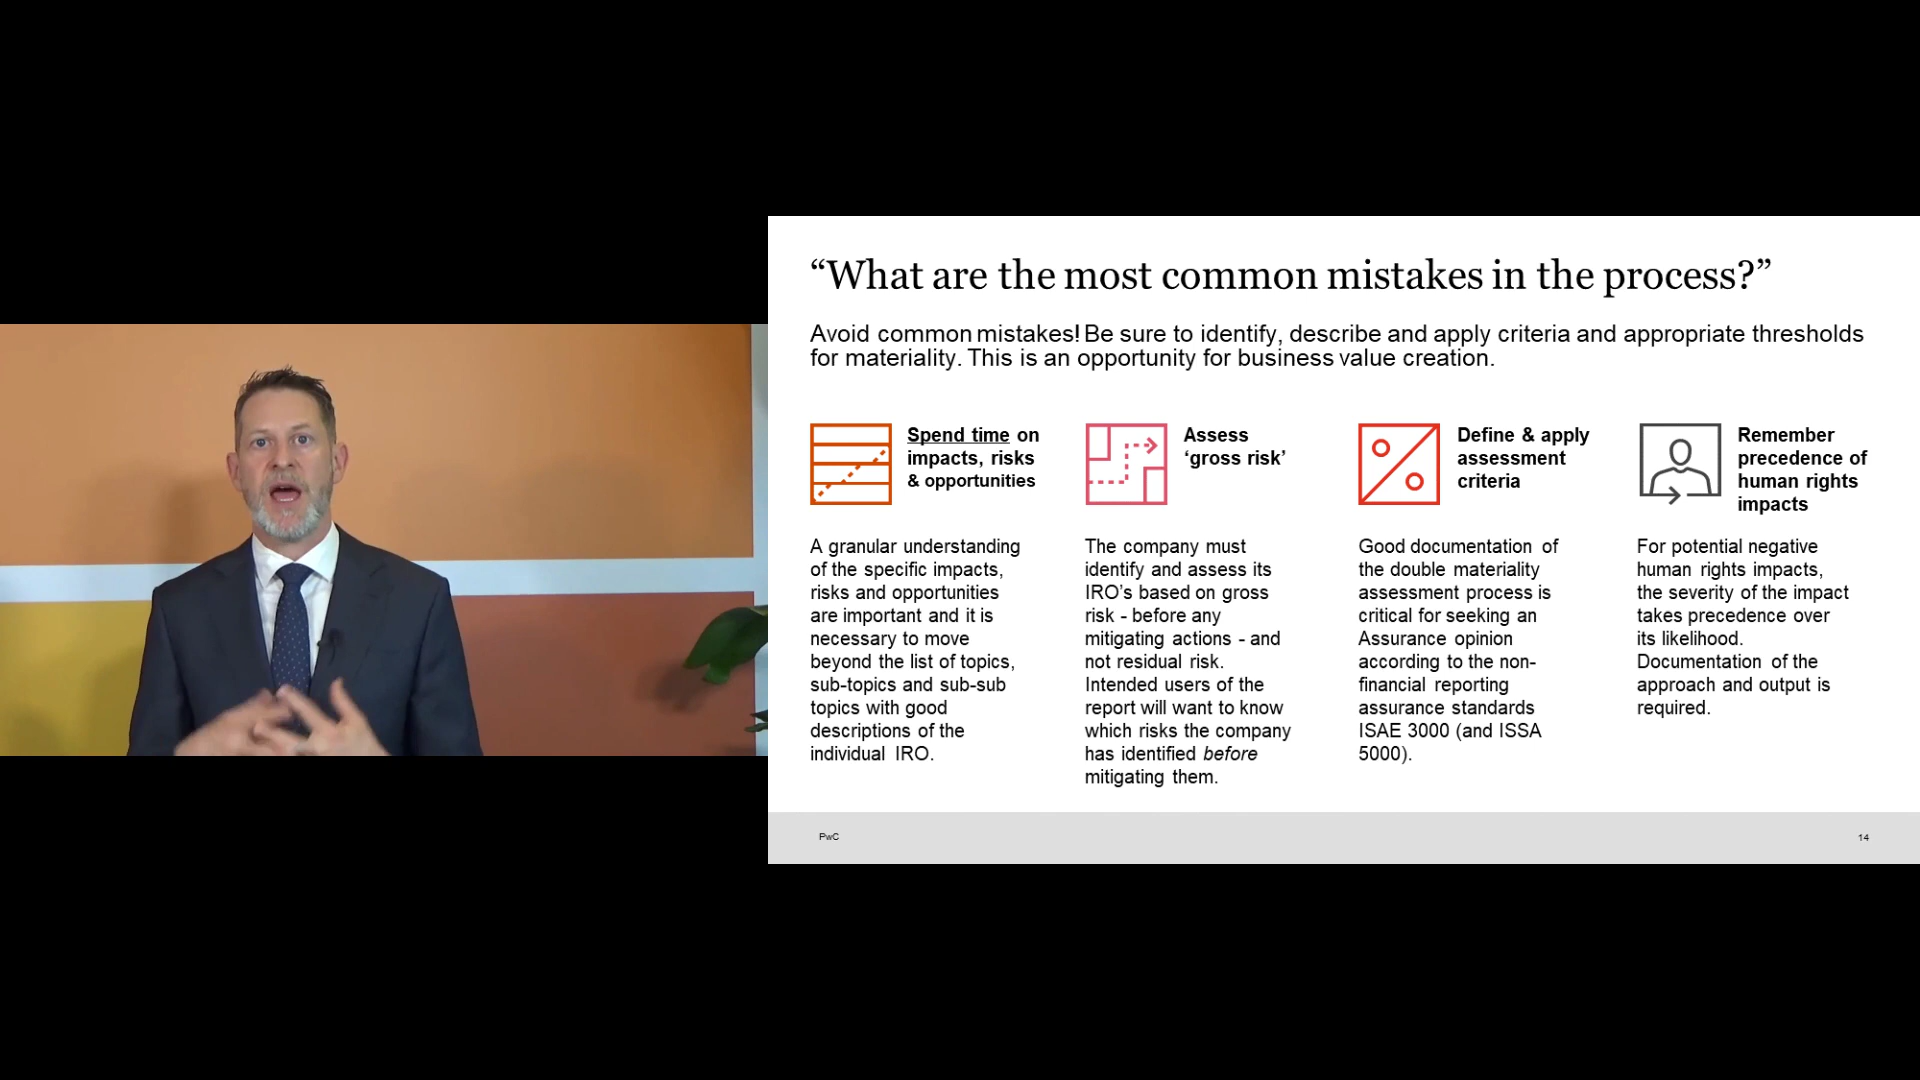 “What are the most common mistakes in the process?”
Avoid common mistakes! Be sure to identify, describe and apply criteria and appropriate thresholds
for materiality. This is an opportunity for business value creation.
Spend time on
impacts, risks
& opportunities
A granular understanding
of the specific impacts,
risks and opportunities
are important and it is
necessary to move
beyond the list of topics,
sub-topics and sub-sub
topics with good
descriptions of the
individual IRO.
Assess
‘gross risk’
The company must
identify and assess its
IRO’s based on gross
risk - before any
mitigating actions - and
not residual risk.
Intended users of the
report will want to know
which risks the company
has identified before
mitigating them.
Define & apply
assessment
criteria
Good documentation of
the double materiality
assessment process is
critical for seeking an
Assurance opinion
according to the non-
financial reporting
assurance standards
ISAE 3000 (and ISSA
5000).
Remember
precedence of
human rights
impacts
For potential negative
human rights impacts,
the severity of the impact
takes precedence over
its likelihood.
Documentation of the
approach and output is
required.
PwC
14